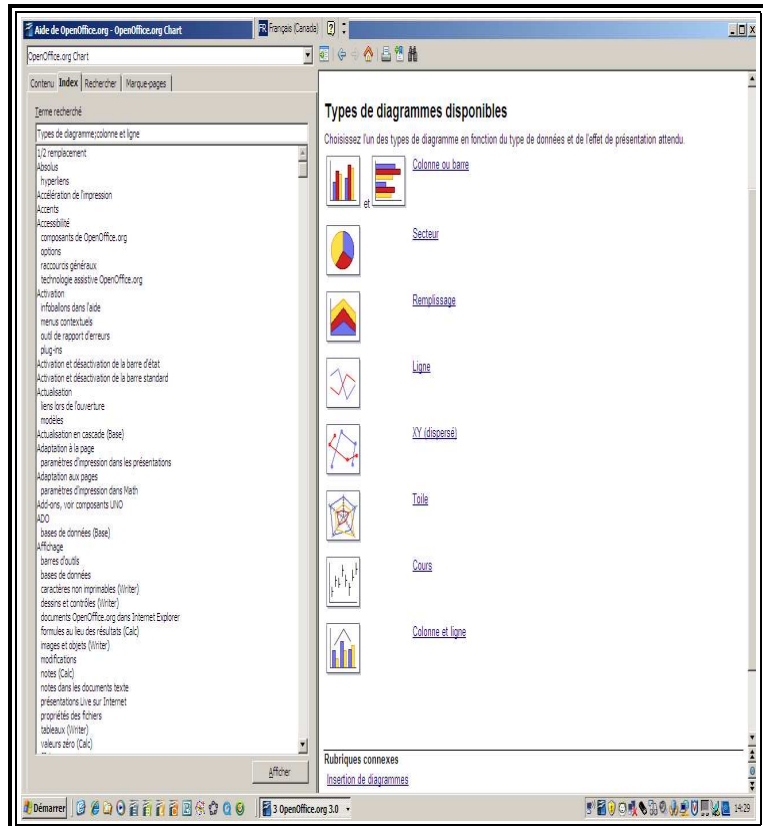 Aide de OpenOffice.org - OpenOffice.org Chart
FR Français (Canada)
OpenOffice.org Chart
Contenu Index Rechercher Marque-pages
Terme recherché
Types de diagramme;colonne et ligne
1/2 remplacement
Absolus
hyperliens
Accélération de l'impression
Accents
Accessibilité
composants de OpenOffice.org
options
raccourcis généraux
technologie assistive OpenOffice.org
Activation
infoballons dans l'aide
menus contextuels
outil de rapport d'erreurs
plug-ins
Activation et désactivation de la barre d'état
Activation et désactivation de la barre standard
Actualisation
liens lors de l'ouverture
modèles
Actualisation en cascade (Base)
Adaptation à la page
paramètres d'impression dans les présentations
Adaptation aux pages
paramètres d'impression dans Math
Add-ons, voir composants UNO
ADO
bases de données (Base)
Affichage
barres d'outils
bases de données
caractères non imprimables (Writer)
dessins et contrôles (Writer)
documents OpenOffice.org dans Internet Explorer
formules au lieu des résultats (Calc)
images et objets (Writer)
modifications
notes (Calc)
notes dans les documents texte
présentations Live sur Internet
propriétés des fichiers
tableaux (Writer)
valeurs zéro (Calc)
Afficher
Types de diagrammes disponibles
Choisissez l'un des types de diagramme en fonction du type de données et de l'effet de présentation attendu.
et
Colonne ou barre
Secteur
Remplissage
Ligne
XY (dispersé)
Toile
Cours
Colonne et ligne
Rubriques connexes
Insertion de diagrammes
Démarrer
3 OpenOffice.org 3.0
14:29